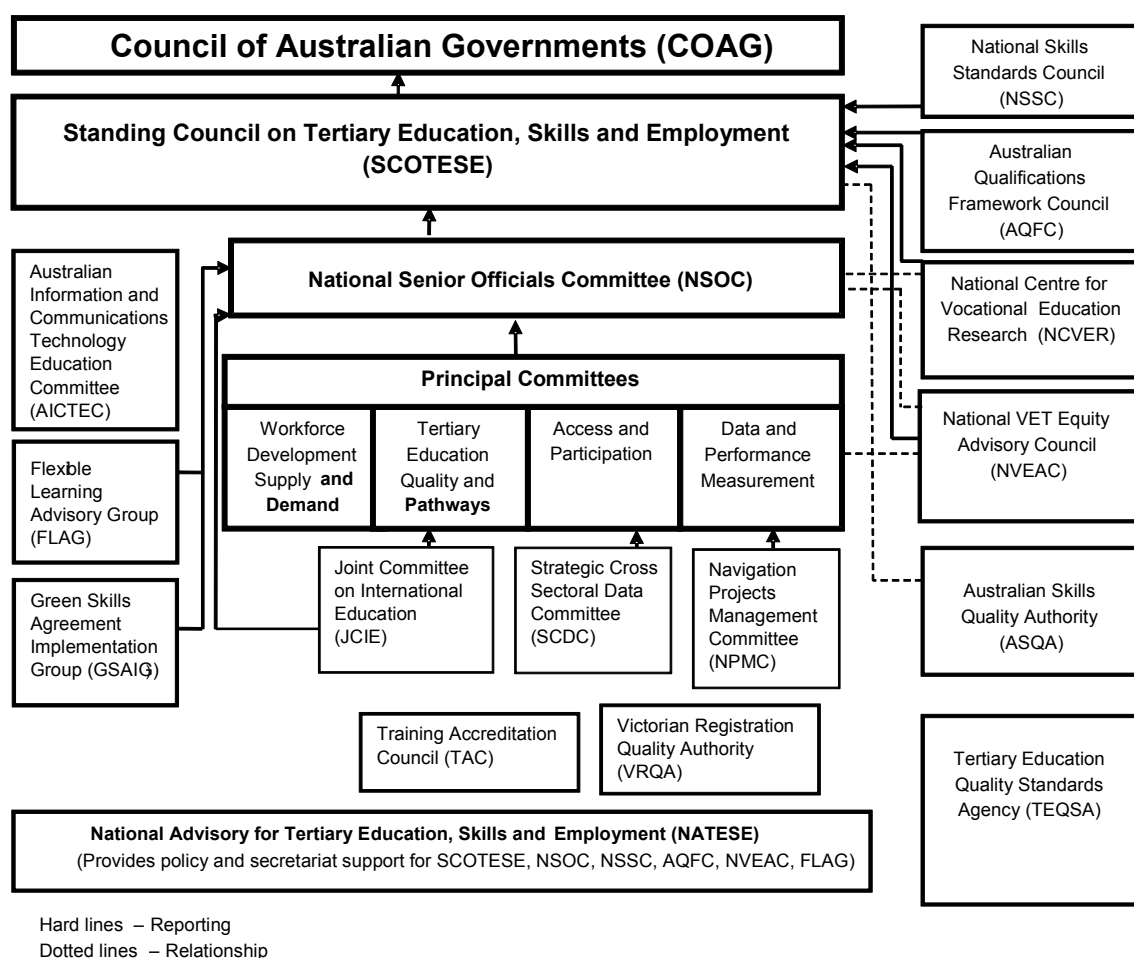 Council of Australian Governments (COAG)
Standing Council on Tertiary Education, Skills and Employment
(SCOTESE)
National Skills
Standards Council
(NSSC)
Australian
Qualifications
Framework Council
(AQFC)
National Senior Officials Committee (NSOC)
Australian
Information and
Communications
Technology
Education
Committee
(AICTEC)
National Centre for
Vocational Education
Research (NCVER)
Principal Committees
Workforce
Development
Supply and
Demand
Tertiary
Education
Quality and
Pathways
Access and
Participation
Data and
Performance
Measurement
National VET Equity
Advisory Council
(NVEAC)
Flexible
Learning
Advisory Group
(FLAG)
Joint Committee
on International
Education
(JCIE)
Strategic Cross
Sectoral Data
Committee
(SCDC)
Navigation
Projects
Management
Committee
(NPMC)
Australian Skills
Quality Authority
(ASQA)
Green Skills
Agreement
Implementation
Group (GSAIG)
Training Accreditation
Council (TAC)
Victorian Registration
Quality Authority
(VRQA)
Tertiary Education
Quality Standards
Agency (TEQSA)
National Advisory for Tertiary Education, Skills and Employment (NATESE)
(Provides policy and secretariat support for SCOTESE, NSOC, NSSC, AQFC, NVEAC, FLAG)
Hard lines – Reporting
Dotted lines – Relationship